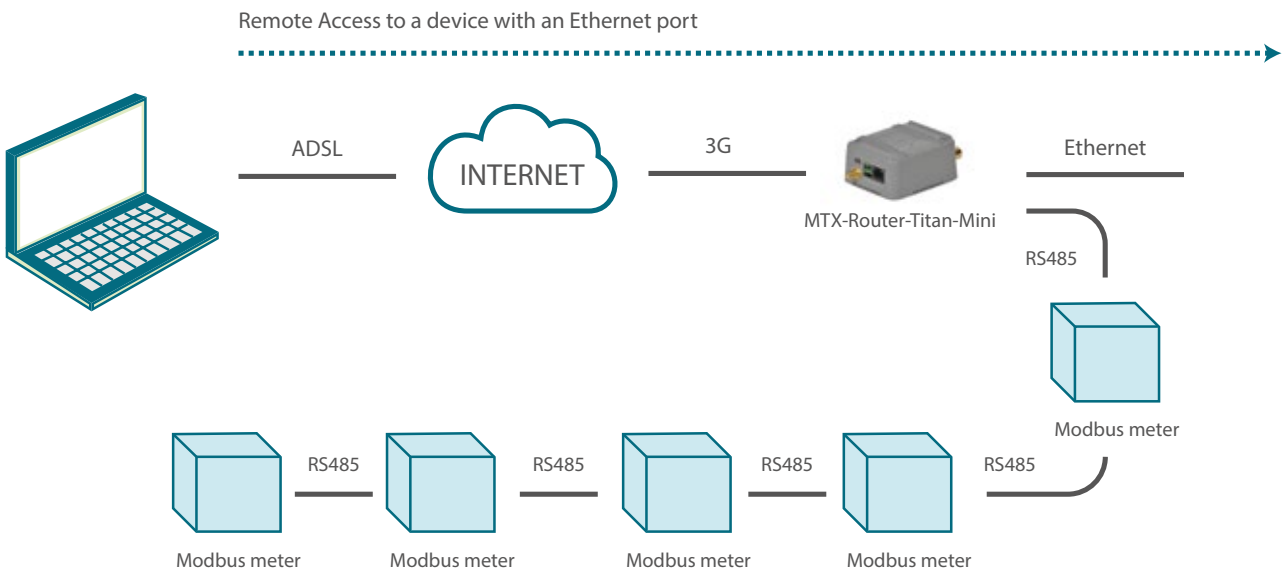 Remote Access to a device with an Ethernet port
ADSL
INTERNET
3G
Ethernet
MTX-Router-Titan-Mini
RS485
Modbus meter
RS485
RS485
RS485
RS485
Modbus meter
Modbus meter
Modbus meter
Modbus meter